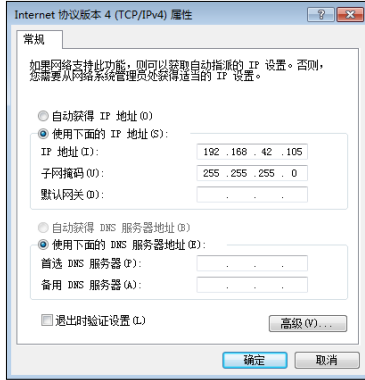 Internet 协议版本 4 (TCP/IPv4) 属性
常规
如果网络支持此功能，则可以获取自动指派的 IP 设置。否则，
您需要从网络系统管理员处获得适当的 IP 设置。
自动获得 IP 地址(O)
使用下面的 IP 地址(S):
IP 地址(I): 192 .168 . 42 .105
子网掩码(U): 255 .255 .255 . 0
默认网关(D): . . .
自动获得 DNS 服务器地址(B)
使用下面的 DNS 服务器地址(E):
首选 DNS 服务器(P): . . .
备用 DNS 服务器(A): . . .
退出时验证设置(L)
高级(V)...
确定 取消